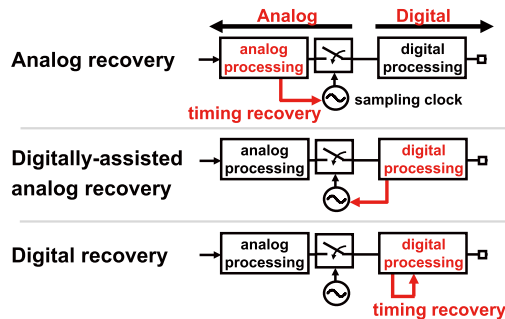 Analog Digital
Analog recovery
analog
processing
digital
processing
timing recovery
sampling clock
Digitally-assisted
analog recovery
analog
processing
digital
processing
Digital recovery
analog
processing
digital
processing
timing recovery